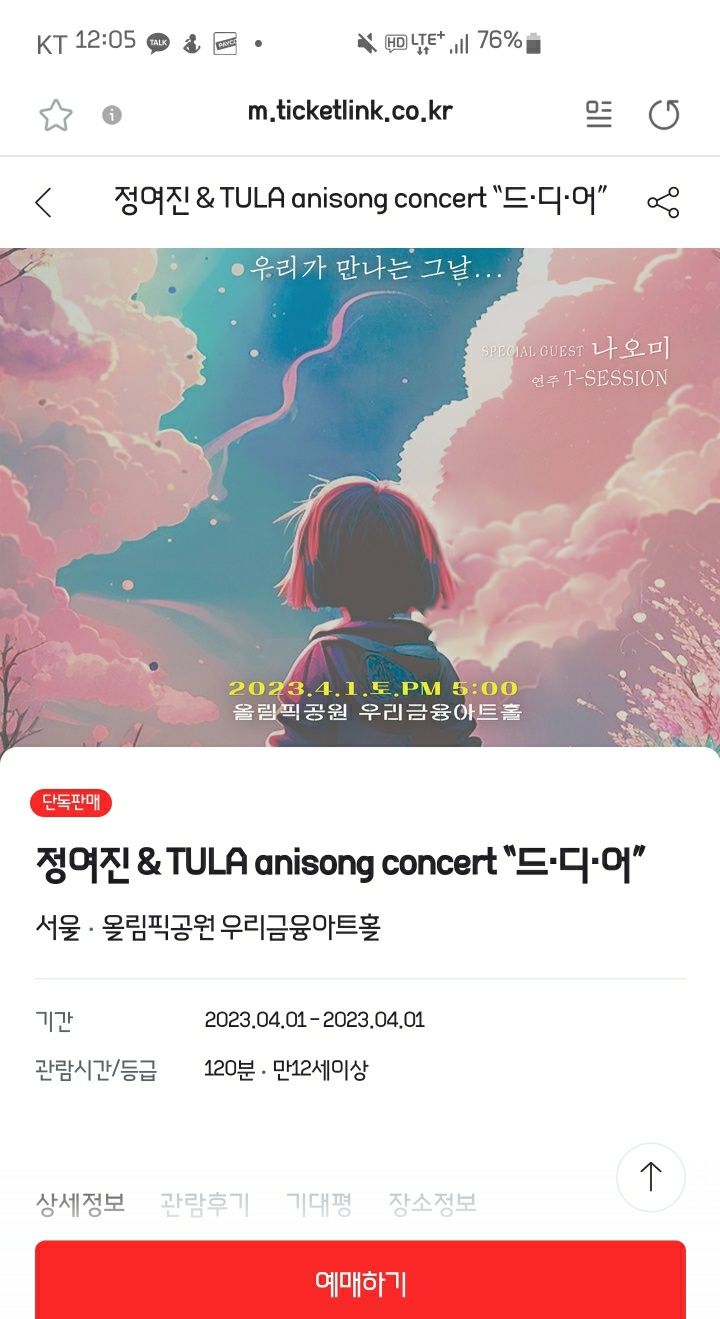 KT 12:05 TALK PAYCO HD LTE+ 76%
m.ticketlink.co.kr
정여진 & TULA anisong concert “드·디·어”
우리가 만나는 그날...
SPECIAL GUEST 나오미
연주 T-SESSION
2023.4.1.토.PM 5:00
올림픽공원 우리금융아트홀
단독판매
정여진 & TULA anisong concert “드·디·어”
서울 · 올림픽공원 우리금융아트홀
기간 2023.04.01 - 2023.04.01
관람시간/등급 120분 · 만12세이상
상세정보 관람후기 기대평 장소정보
예매하기